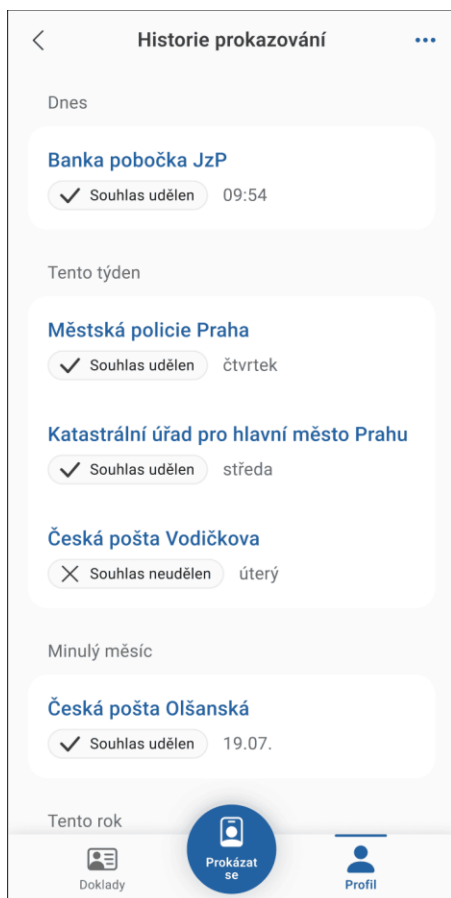 Historie prokazování
Dnes
Banka pobočka JzP
Souhlas udělen 09:54
Tento týden
Městská policie Praha
Souhlas udělen čtvrtek
Katastrální úřad pro hlavní město Prahu
Souhlas udělen středa
Česká pošta Vodičkova
Souhlas neudělen úterý
Minulý měsíc
Česká pošta Olšanská
Souhlas udělen 19.07.
Tento rok
Doklady
Prokázat
se
Profil